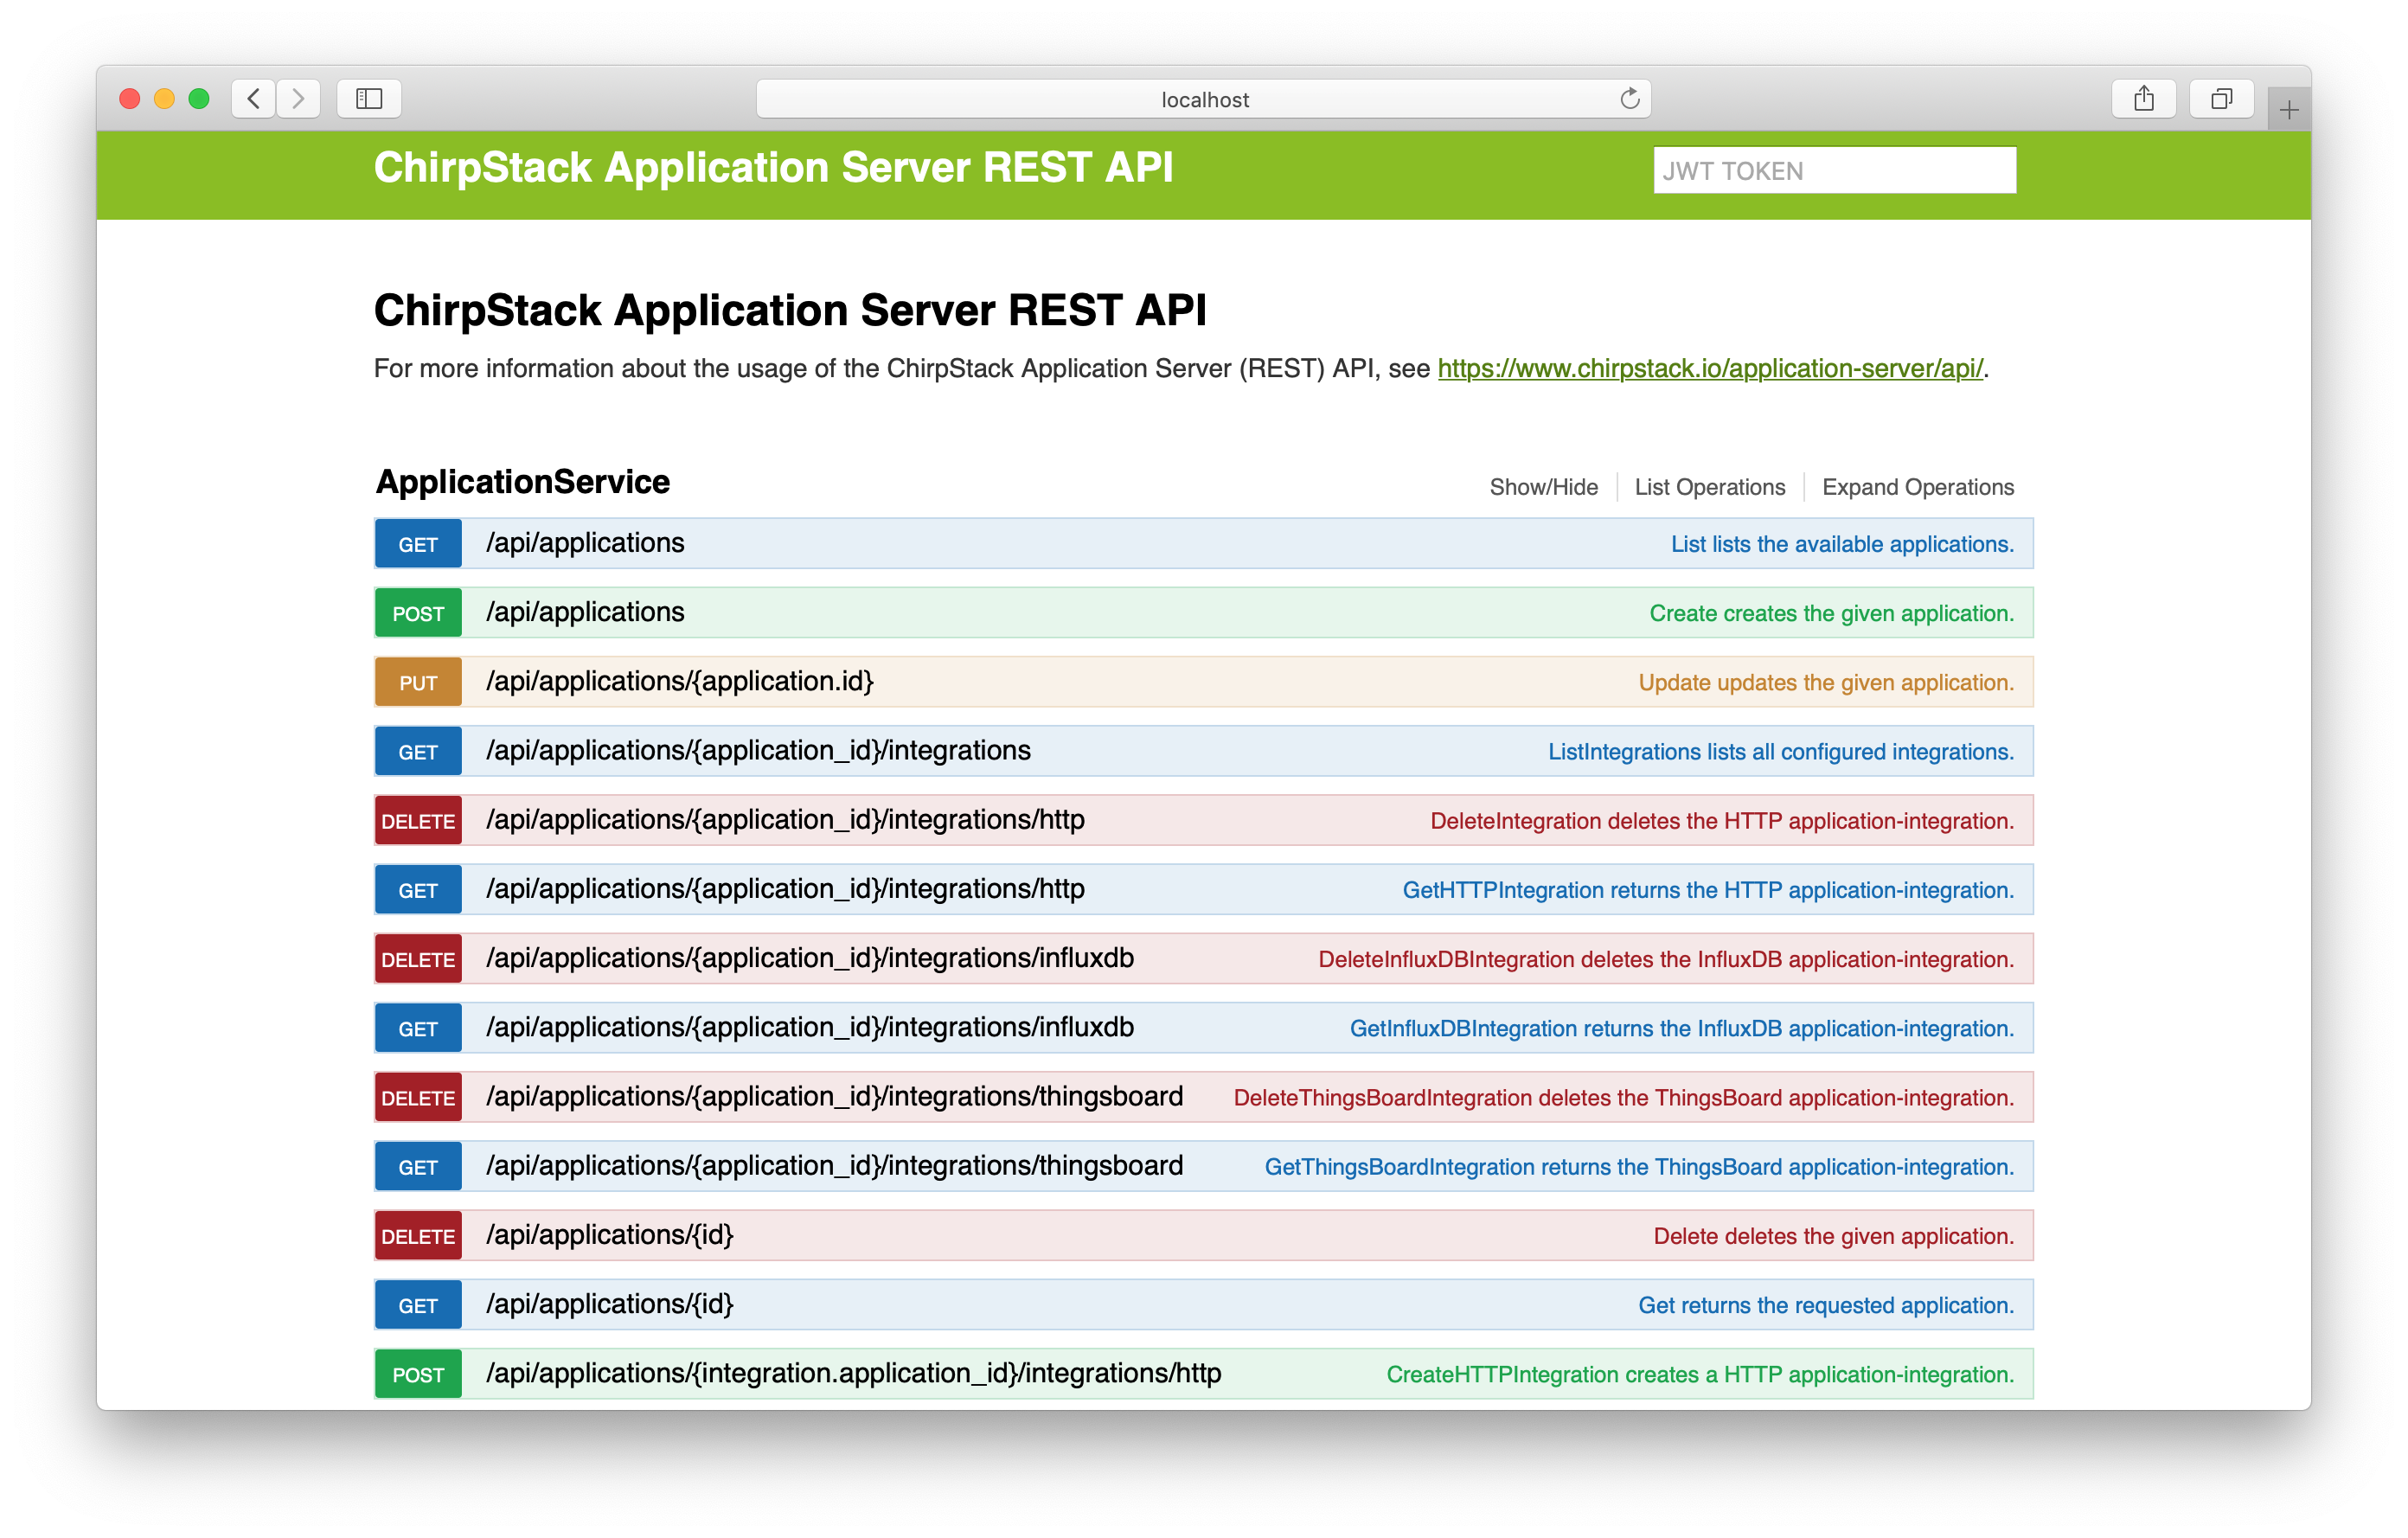 localhost
ChirpStack Application Server REST API
JWT TOKEN
ChirpStack Application Server REST API
For more information about the usage of the ChirpStack Application Server (REST) API, see https://www.chirpstack.io/application-server/api/.
ApplicationService Show/Hide List Operations Expand Operations
GET /api/applications List lists the available applications.
POST /api/applications Create creates the given application.
PUT /api/applications/{application.id} Update updates the given application.
GET /api/applications/{application_id}/integrations ListIntegrations lists all configured integrations.
DELETE /api/applications/{application_id}/integrations/http DeleteIntegration deletes the HTTP application-integration.
GET /api/applications/{application_id}/integrations/http GetHTTPIntegration returns the HTTP application-integration.
DELETE /api/applications/{application_id}/integrations/influxdb DeleteInfluxDBIntegration deletes the InfluxDB application-integration.
GET /api/applications/{application_id}/integrations/influxdb GetInfluxDBIntegration returns the InfluxDB application-integration.
DELETE /api/applications/{application_id}/integrations/thingsboard DeleteThingsBoardIntegration deletes the ThingsBoard application-integration.
GET /api/applications/{application_id}/integrations/thingsboard GetThingsBoardIntegration returns the ThingsBoard application-integration.
DELETE /api/applications/{id} Delete deletes the given application.
GET /api/applications/{id} Get returns the requested application.
POST /api/applications/{integration.application_id}/integrations/http CreateHTTPIntegration creates a HTTP application-integration.